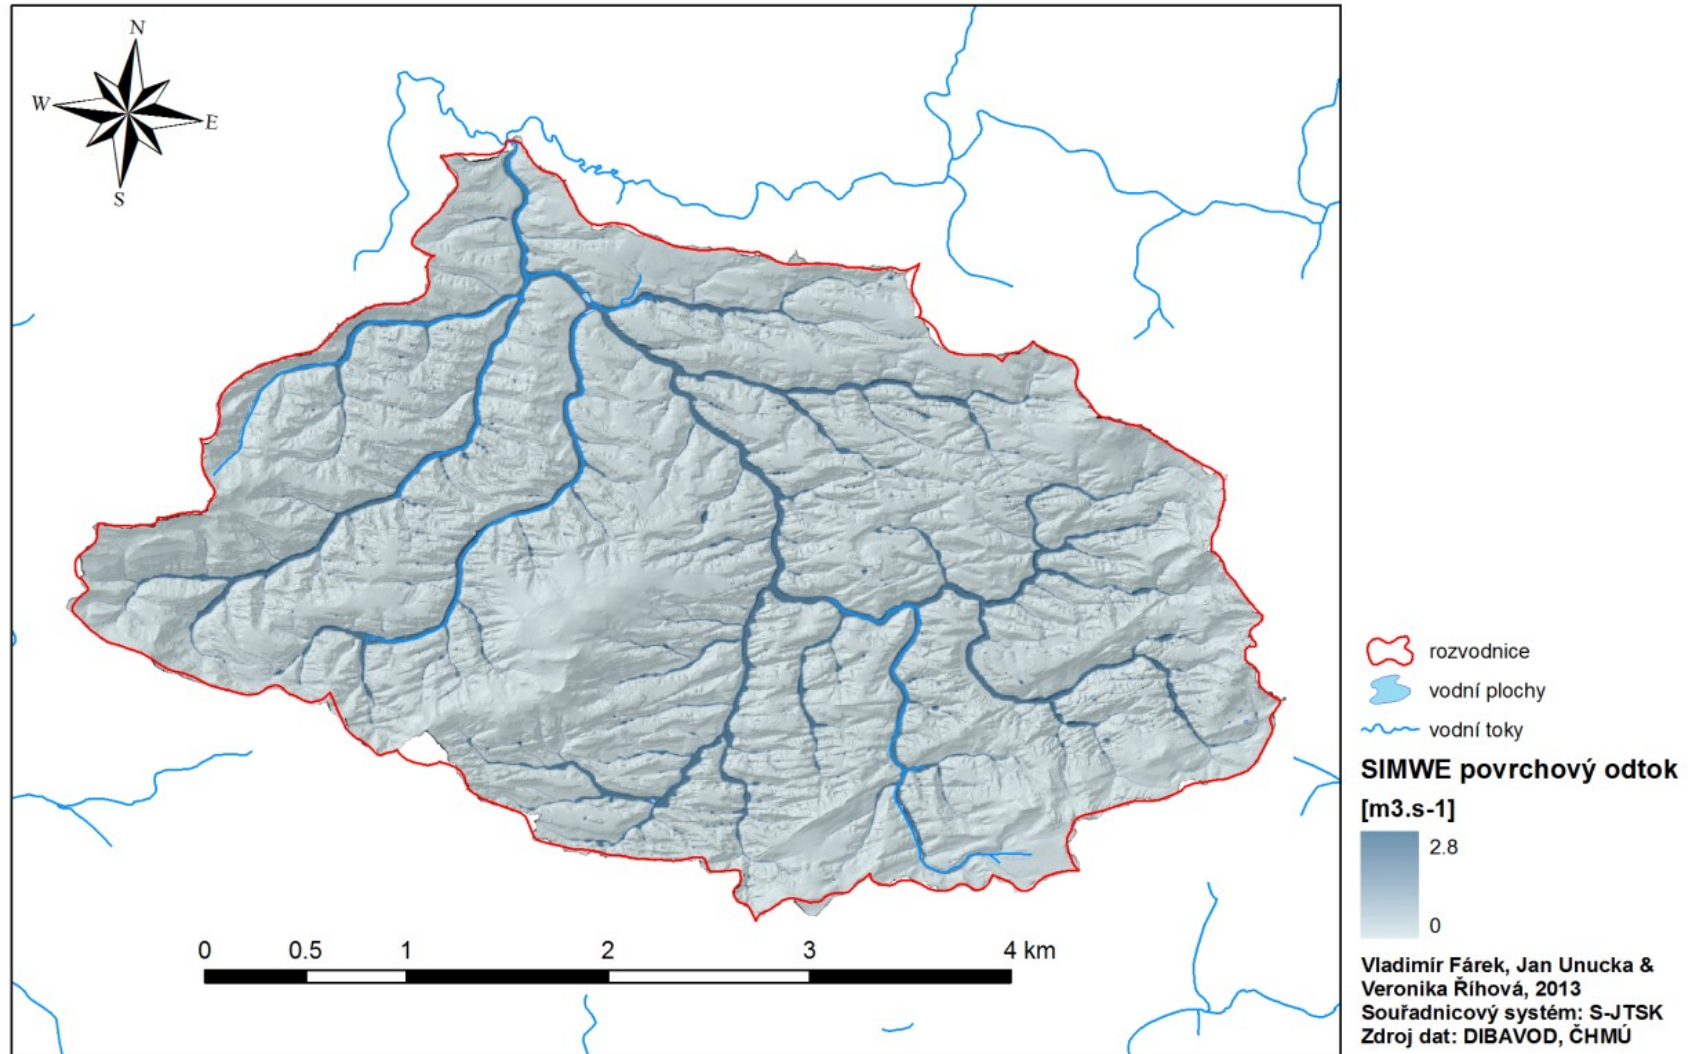 N
W
E
S
rozvodnice
vodní plochy
vodní toky
SIMWE povrchový odtok
[m3.s-1]
2.8
0
0 0.5 1 2 3 4 km
Vladimír Fárek, Jan Unucka &
Veronika Říhová, 2013
Souřadnicový systém: S-JTSK
Zdroj dat: DIBAVOD, ČHMÚ